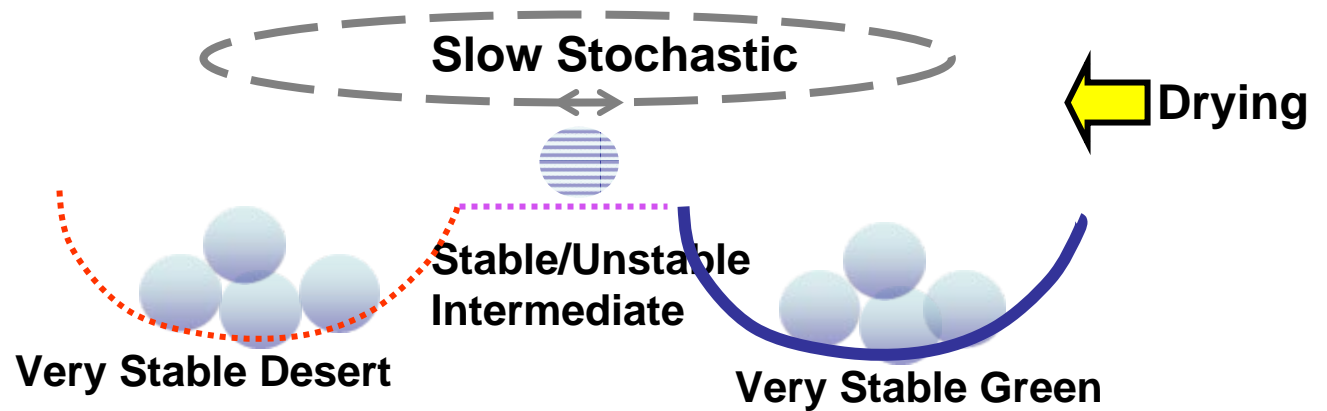 Slow Stochastic
Drying
Stable/Unstable
Intermediate
Very Stable Desert
Very Stable Green